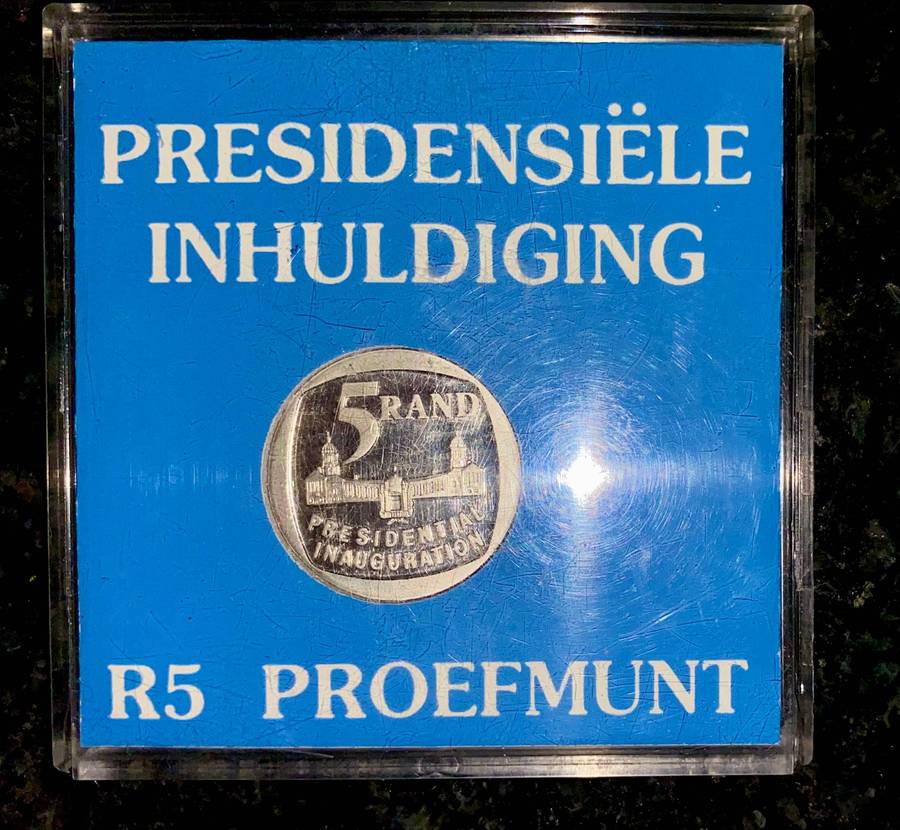 PRESIDENSIËLE
INHULDIGING
5 RAND
PRESIDENTIAL
INAUGURATION
R5 PROEFMUNT